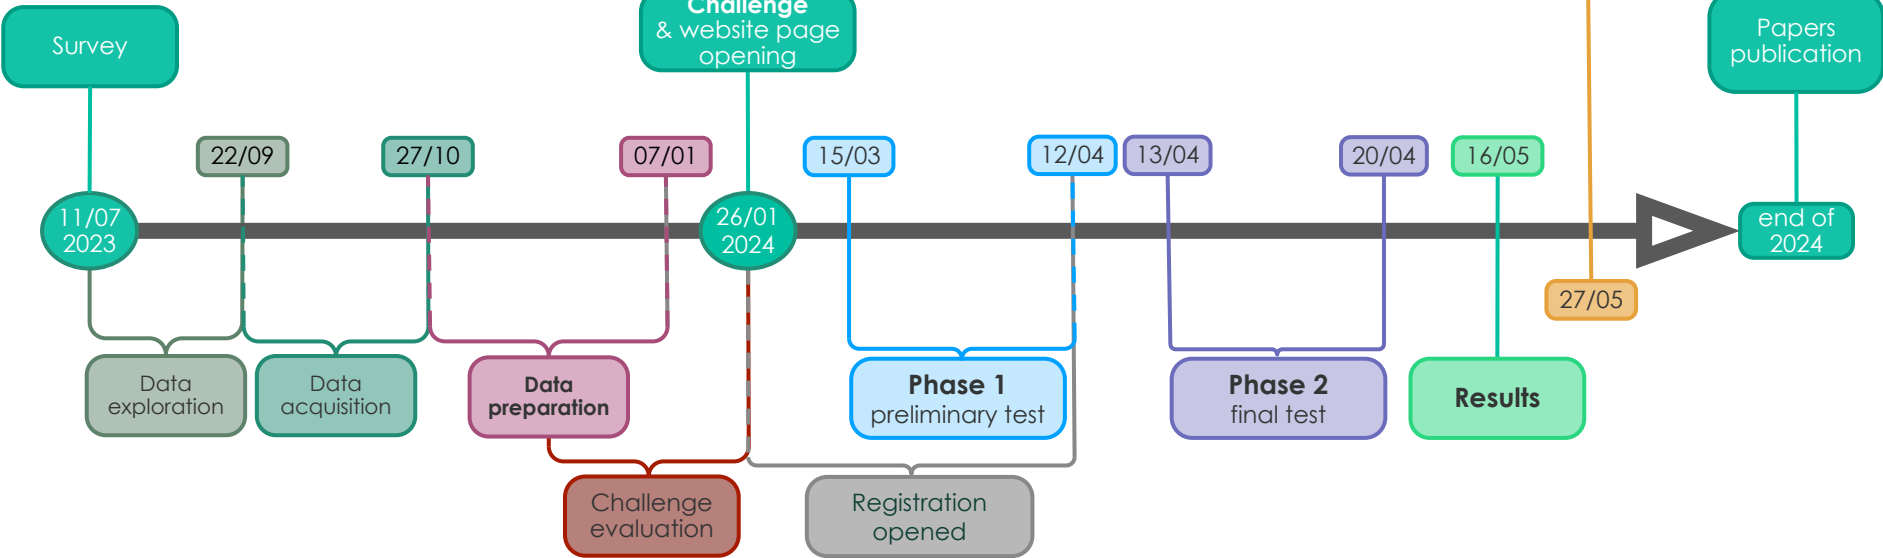 Survey
Challenge
& website page
opening
Papers
publication
22/09
27/10
07/01
15/03
12/04
13/04
20/04
16/05
11/07
2023
26/01
2024
end of
2024
27/05
Data
exploration
Data
acquisition
Data
preparation
Phase 1
preliminary test
Phase 2
final test
Results
Challenge
evaluation
Registration
opened